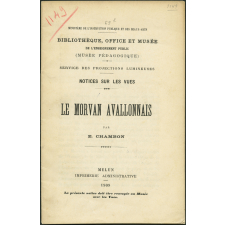 MINISTÈRE DE L'INSTRUCTION PUBLIQUE ET DES BEAUX-ARTS
BIBLIOTHÈQUE, OFFICE ET MUSÉE
DE L'ENSEIGNEMENT PUBLIC
(MUSÉE PÉDAGOGIQUE)
SERVICE DES PROJECTIONS LUMINEUSES
NOTICES SUR LES VUES
LE MORVAN AVALLONNAIS
PAR
E. CHAMBON
MELUN
IMPRIMERIE ADMINISTRATIVE
La présente notice doit être renvoyée au Musée
avec les Vues